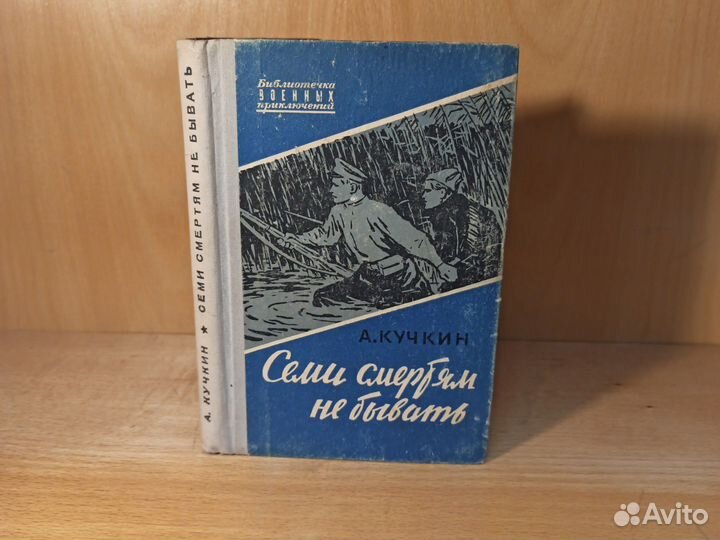 А. КУЧКИН ★ СЕМИ СМЕРТЯМ НЕ БЫВАТЬ
Библиотечка
ВОЕННЫХ
приключений
А. КУЧКИН
Семи смертям
не бывать
Avito